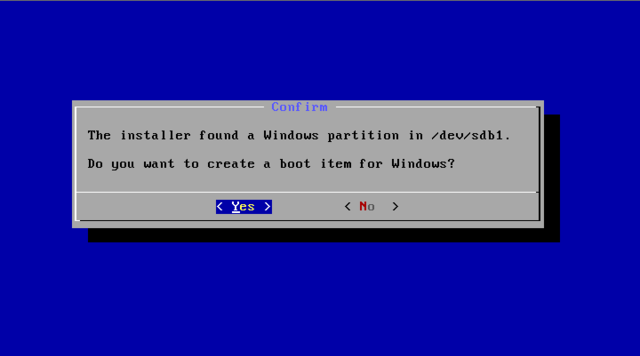 Confirm
The installer found a Windows partition in /dev/sdb1.
Do you want to create a boot item for Windows?
< Yes > < No >